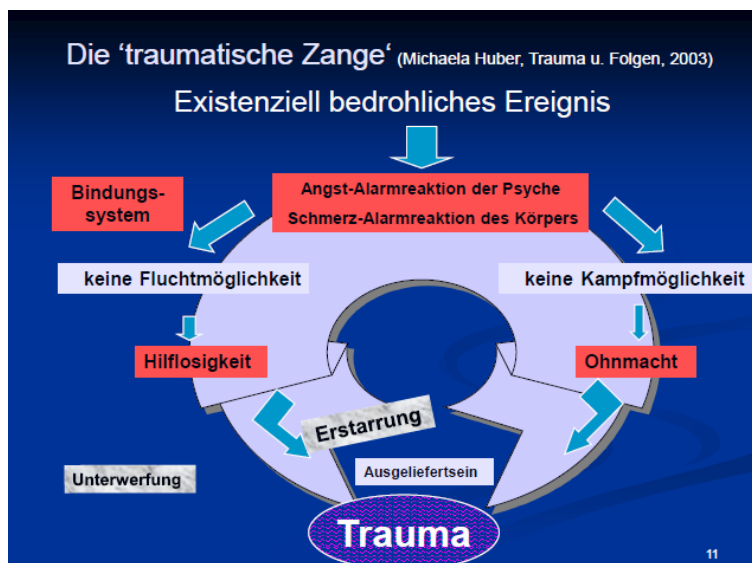 Die ‘traumatische Zange‘ (Michaela Huber, Trauma u. Folgen, 2003)
Existenziell bedrohliches Ereignis
Bindungs-
system
Angst-Alarmreaktion der Psyche
Schmerz-Alarmreaktion des Körpers
keine Fluchtmöglichkeit
keine Kampfmöglichkeit
Hilflosigkeit
Ohnmacht
Erstarrung
Ausgeliefertsein
Unterwerfung
Trauma
11